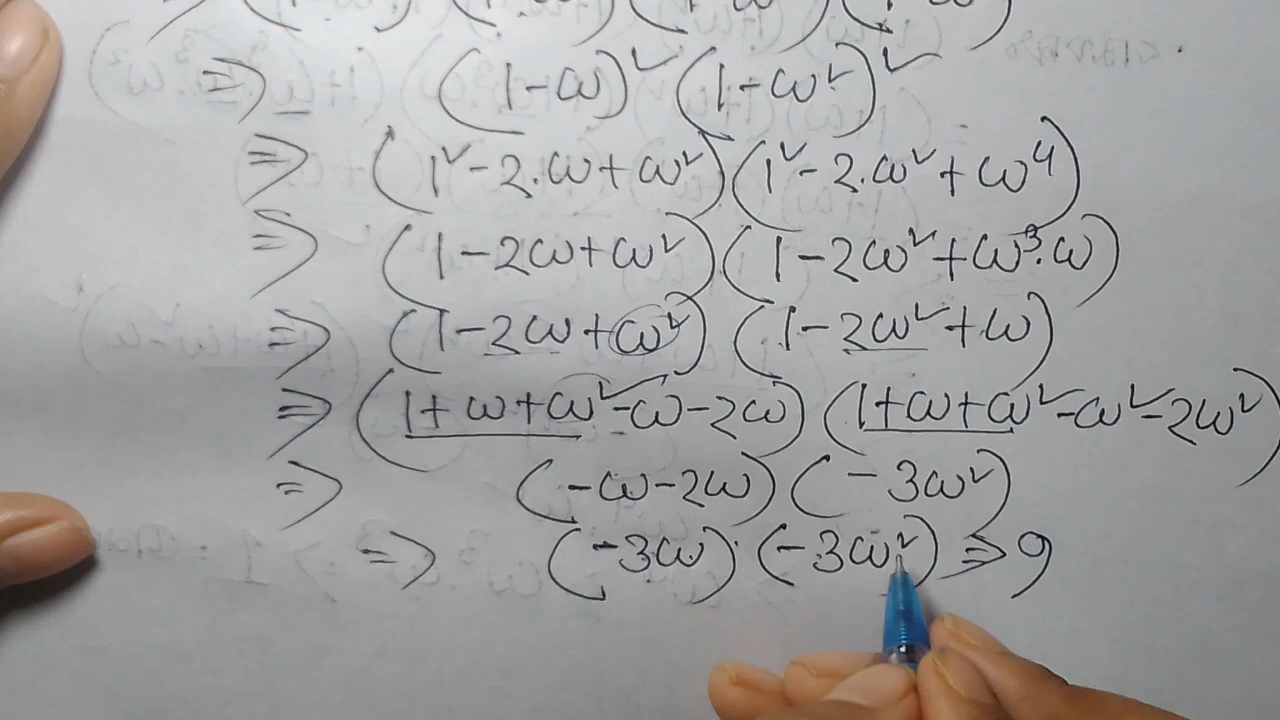 ⇒ (1-ω)² (1-ω²)²
⇒ (1² - 2.ω + ω²) (1² - 2.ω² + ω⁴)
⇒ (1 - 2ω + ω²) (1 - 2ω² + ω³.ω)
⇒ (1 - 2ω + ω²) (1 - 2ω² + ω)
⇒ (1 + ω + ω² - ω - 2ω) (1 + ω + ω² - ω² - 2ω²)
⇒ (-ω - 2ω) (-3ω²)
⇒ (-3ω) . (-3ω²) ⇒ 9